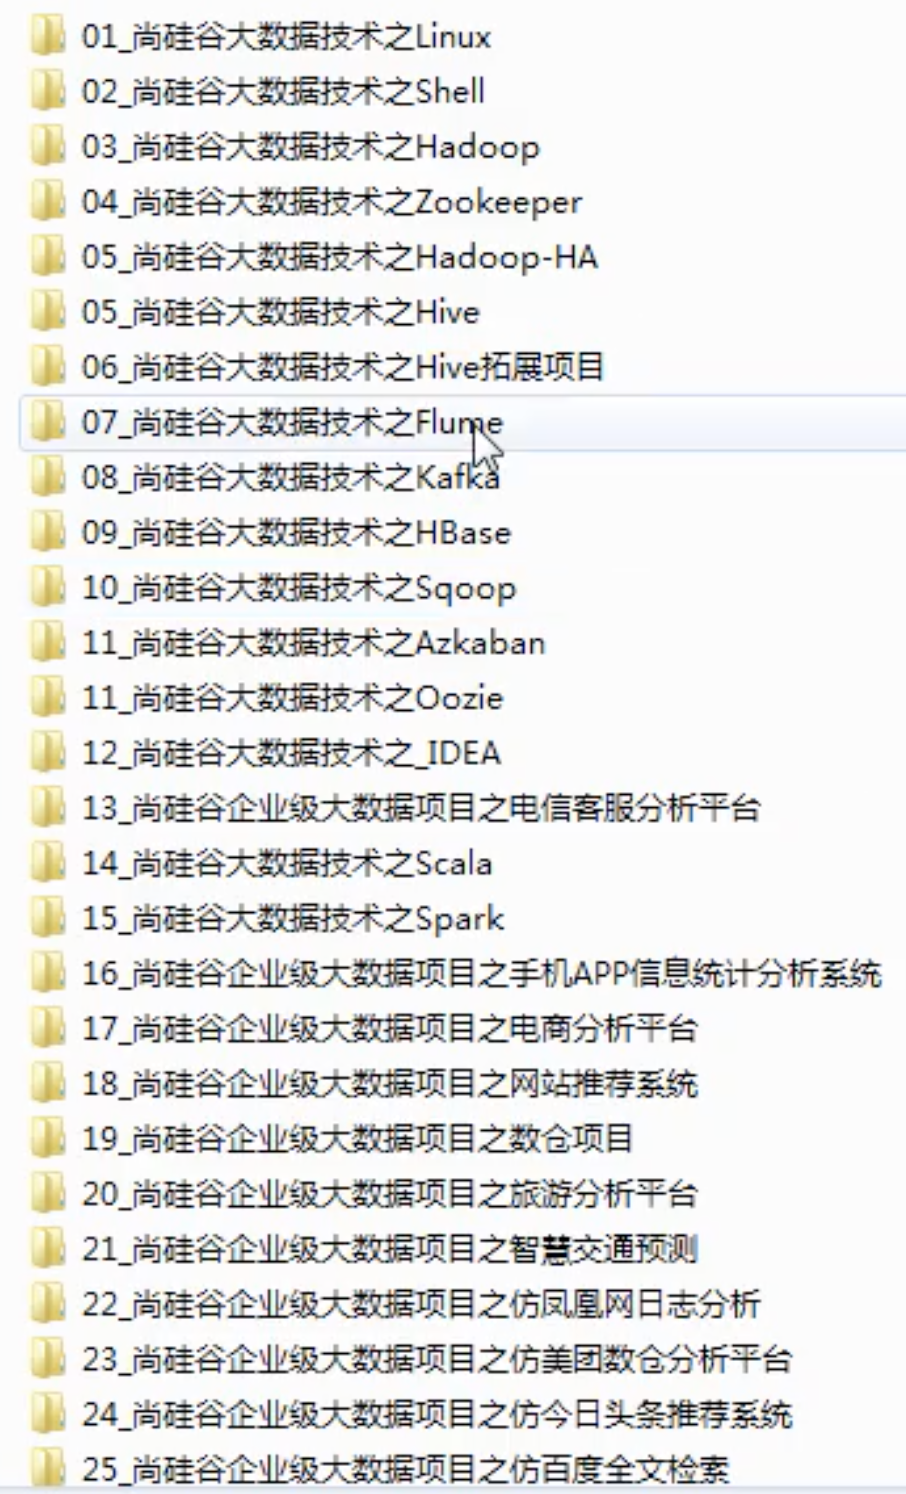 01_尚硅谷大数据技术之Linux
02_尚硅谷大数据技术之Shell
03_尚硅谷大数据技术之Hadoop
04_尚硅谷大数据技术之Zookeeper
05_尚硅谷大数据技术之Hadoop-HA
05_尚硅谷大数据技术之Hive
06_尚硅谷大数据技术之Hive拓展项目
07_尚硅谷大数据技术之Flume
08_尚硅谷大数据技术之Kafka
09_尚硅谷大数据技术之HBase
10_尚硅谷大数据技术之Sqoop
11_尚硅谷大数据技术之Azkaban
11_尚硅谷大数据技术之Oozie
12_尚硅谷大数据技术之_IDEA
13_尚硅谷企业级大数据项目之电信客服分析平台
14_尚硅谷大数据技术之Scala
15_尚硅谷大数据技术之Spark
16_尚硅谷企业级大数据项目之手机APP信息统计分析系统
17_尚硅谷企业级大数据项目之电商分析平台
18_尚硅谷企业级大数据项目之网站推荐系统
19_尚硅谷企业级大数据项目之数仓项目
20_尚硅谷企业级大数据项目之旅游分析平台
21_尚硅谷企业级大数据项目之智慧交通预测
22_尚硅谷企业级大数据项目之仿凤凰网日志分析
23_尚硅谷企业级大数据项目之仿美团数仓分析平台
24_尚硅谷企业级大数据项目之仿今日头条推荐系统
25_尚硅谷企业级大数据项目之仿百度全文检索